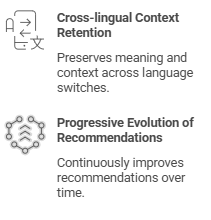 Cross-lingual Context
Retention
Preserves meaning and
context across language
switches.
Progressive Evolution of
Recommendations
Continuously improves
recommendations over
time.